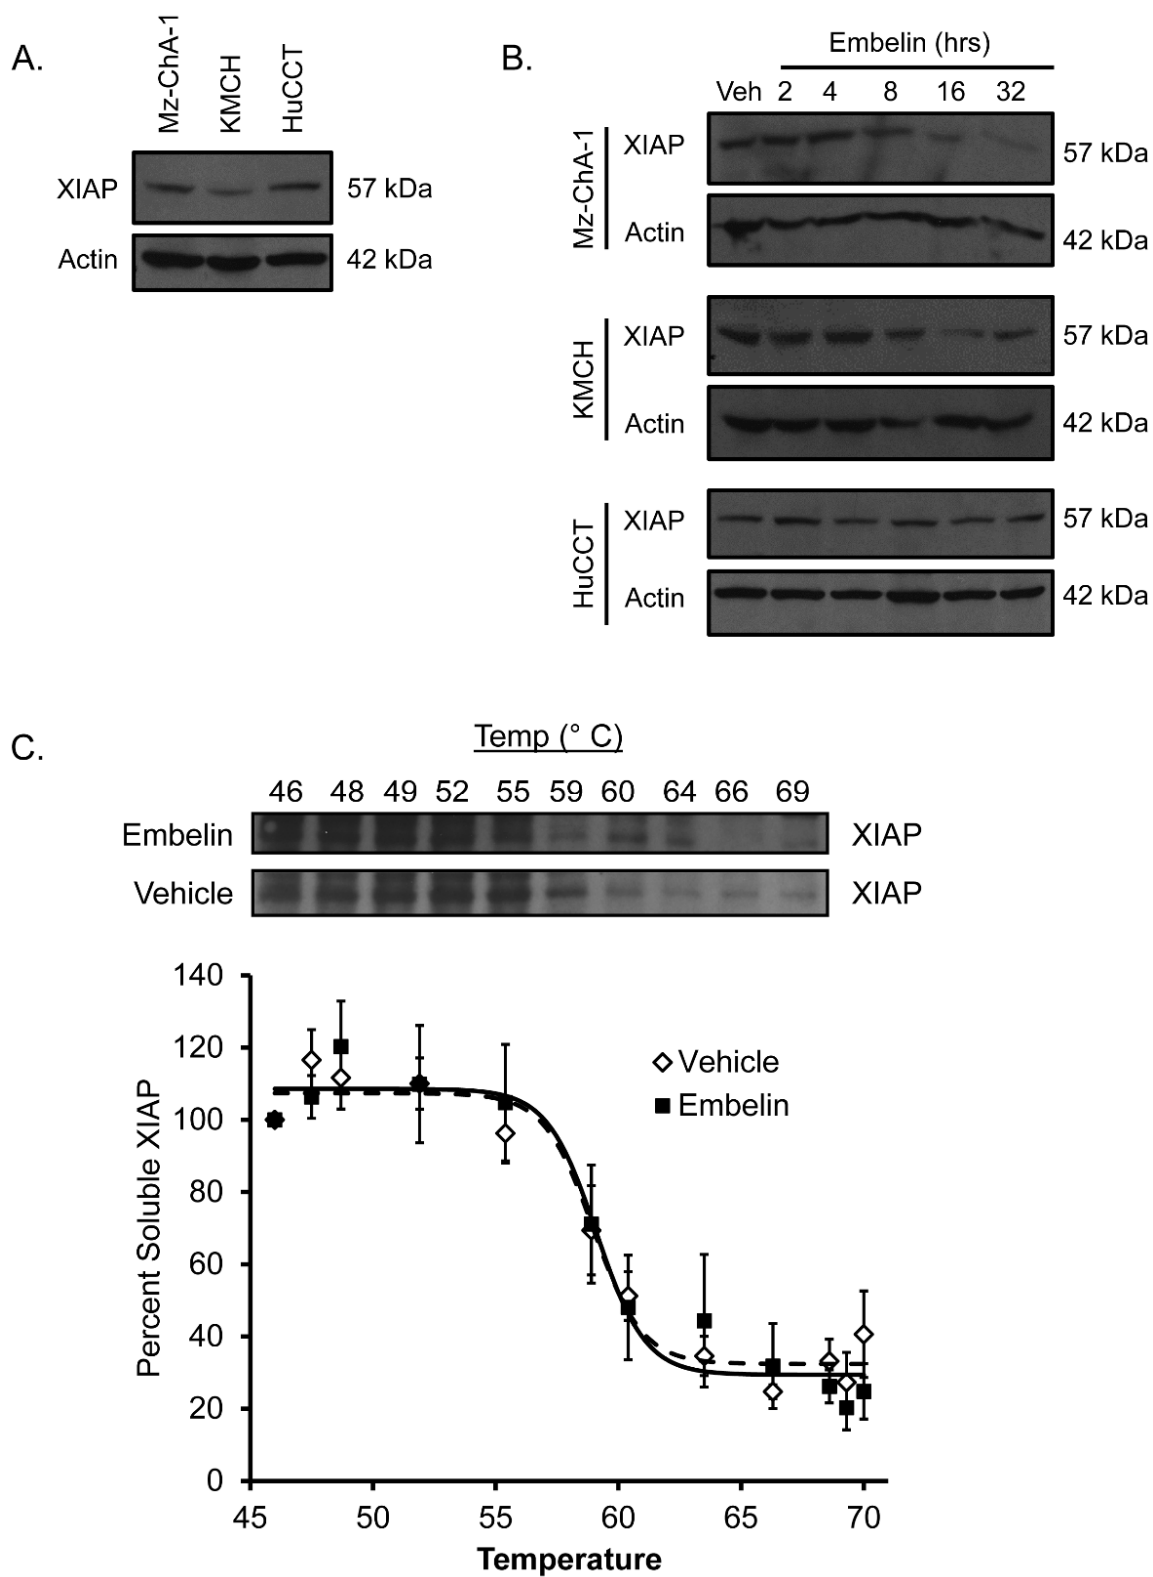 A.
Mz-ChA-1
KMCH
HuCCT
XIAP
57 kDa
Actin
42 kDa
B.
Embelin (hrs)
Veh 2 4 8 16 32
Mz-ChA-1
XIAP
57 kDa
Actin
42 kDa
KMCH
XIAP
57 kDa
Actin
42 kDa
HuCCT
XIAP
57 kDa
Actin
42 kDa
C.
Temp (° C)
46 48 49 52 55 59 60 64 66 69
Embelin
XIAP
Vehicle
XIAP
Percent Soluble XIAP
140
120
100
80
60
40
20
0
Vehicle
Embelin
45 50 55 60 65 70
Temperature